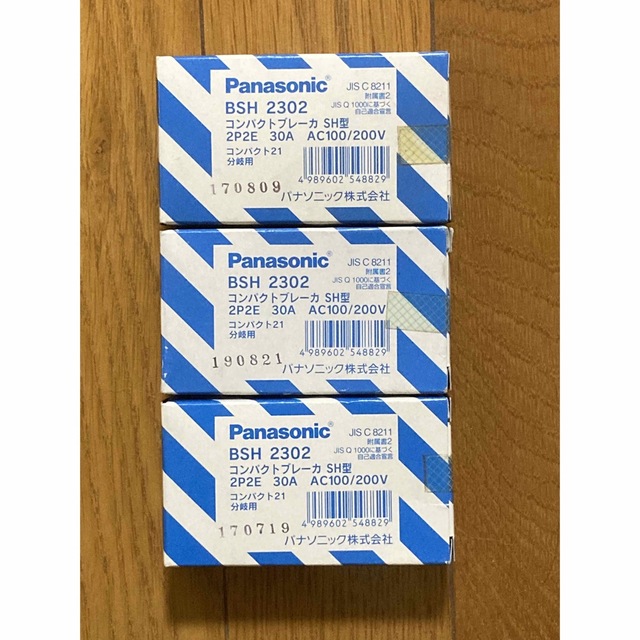 Panasonic
JIS C 8211
附属書2
BSH 2302
JIS Q 1000に基づく
自己適合宣言
コンパクトブレーカ SH型
2P2E 30A AC100/200V
コンパクト21
分岐用
170809
4 989602 548829
パナソニック株式会社
Panasonic
JIS C 8211
附属書2
BSH 2302
JIS Q 1000に基づく
自己適合宣言
コンパクトブレーカ SH型
2P2E 30A AC100/200V
コンパクト21
分岐用
190821
4 989602 548829
パナソニック株式会社
Panasonic
JIS C 8211
附属書2
BSH 2302
JIS Q 1000に基づく
自己適合宣言
コンパクトブレーカ SH型
2P2E 30A AC100/200V
コンパクト21
分岐用
170719
4 989602 548829
パナソニック株式会社